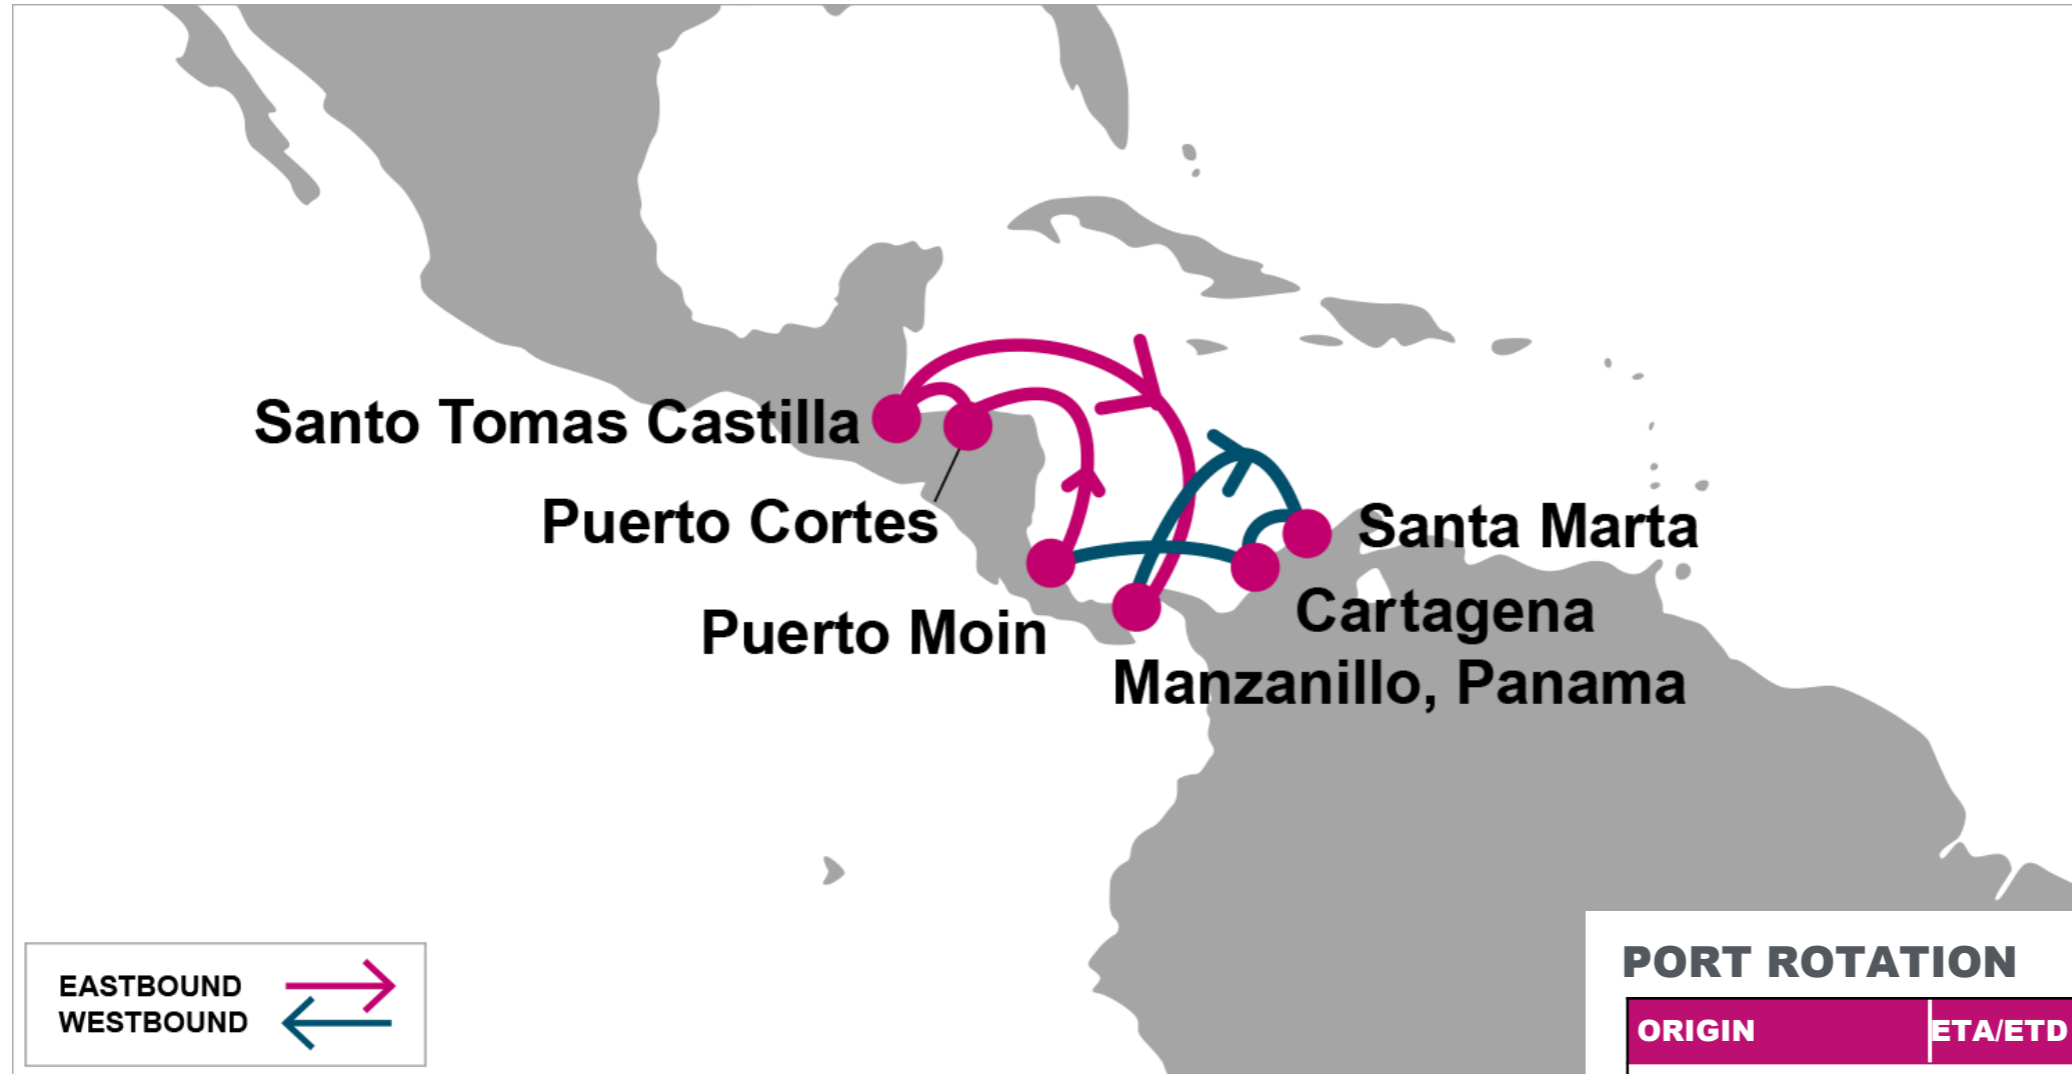 Santo Tomas Castilla
Puerto Cortes
Santa Marta
Cartagena
Puerto Moin
Manzanillo, Panama
EASTBOUND
WESTBOUND
PORT ROTATION
ORIGIN ETA/ETD